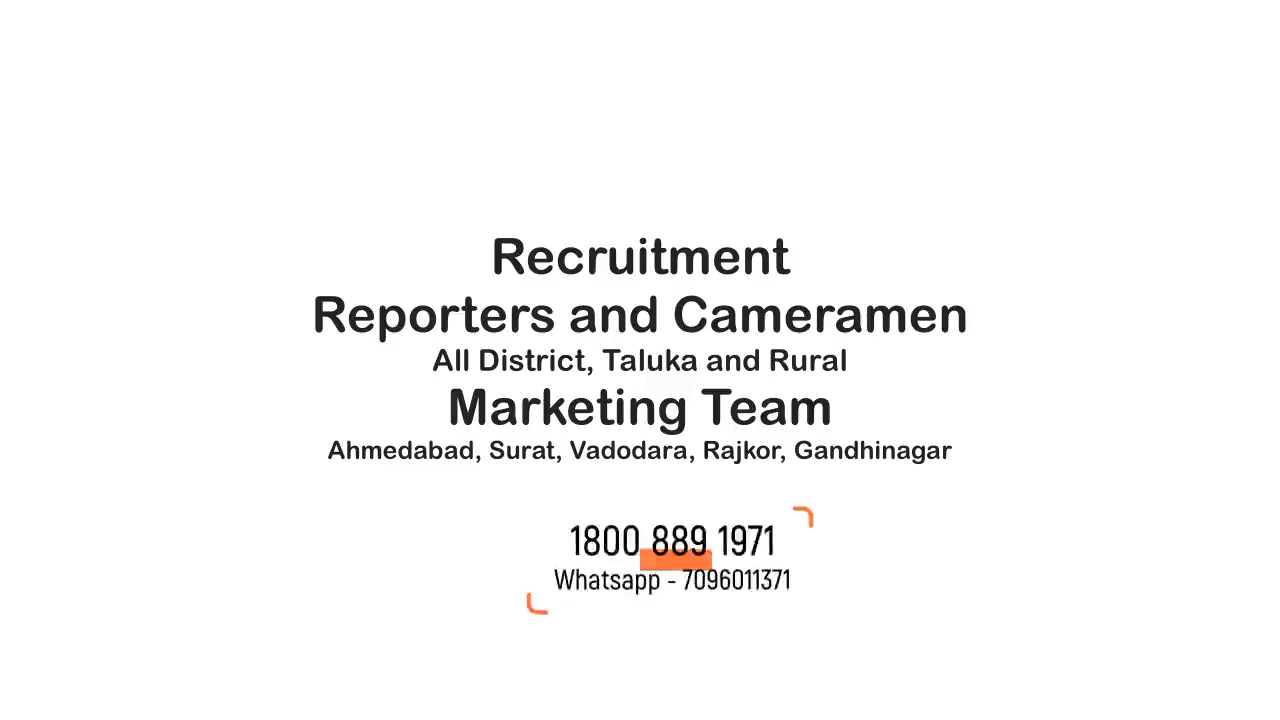 Recruitment
Reporters and Cameramen
All District, Taluka and Rural
Marketing Team
Ahmedabad, Surat, Vadodara, Rajkor, Gandhinagar
1800 889 1971
Whatsapp - 7096011371